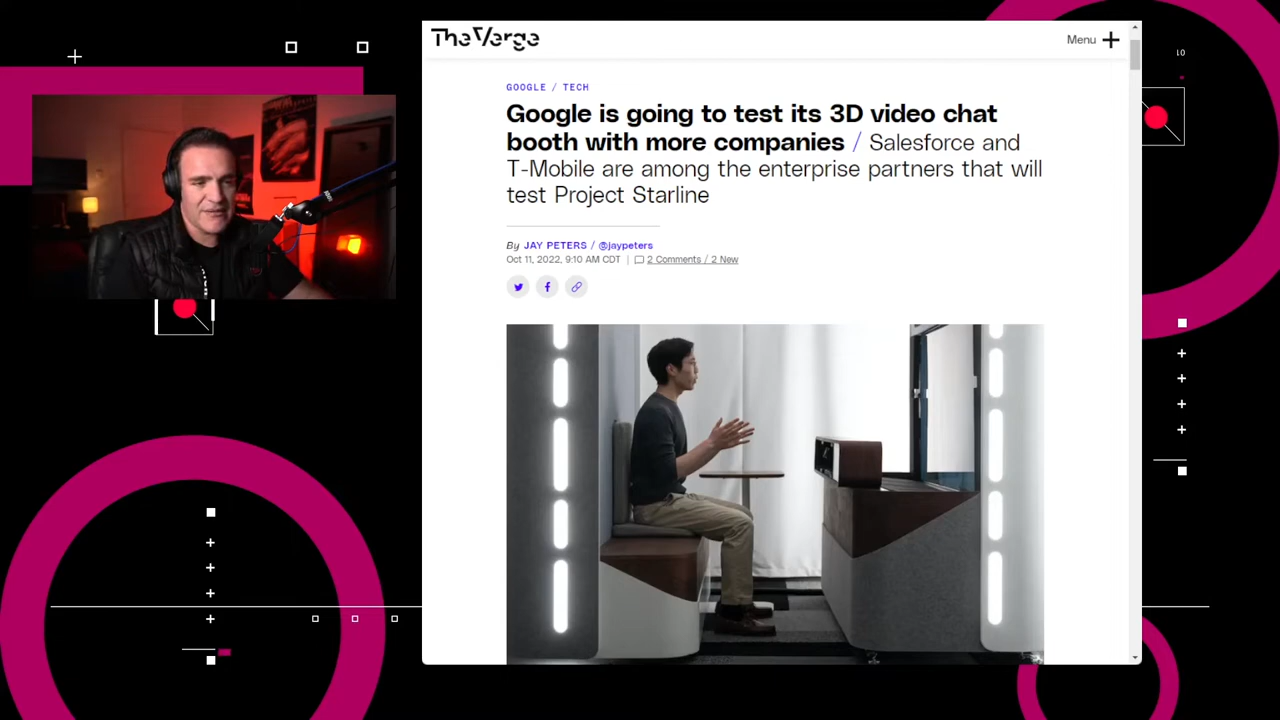 The Verge
Menu
GOOGLE / TECH
Google is going to test its 3D video chat
booth with more companies / Salesforce and
T-Mobile are among the enterprise partners that will
test Project Starline
By JAY PETERS / @jaypeters
Oct 11, 2022, 9:10 AM CDT | 2 Comments / 2 New
10